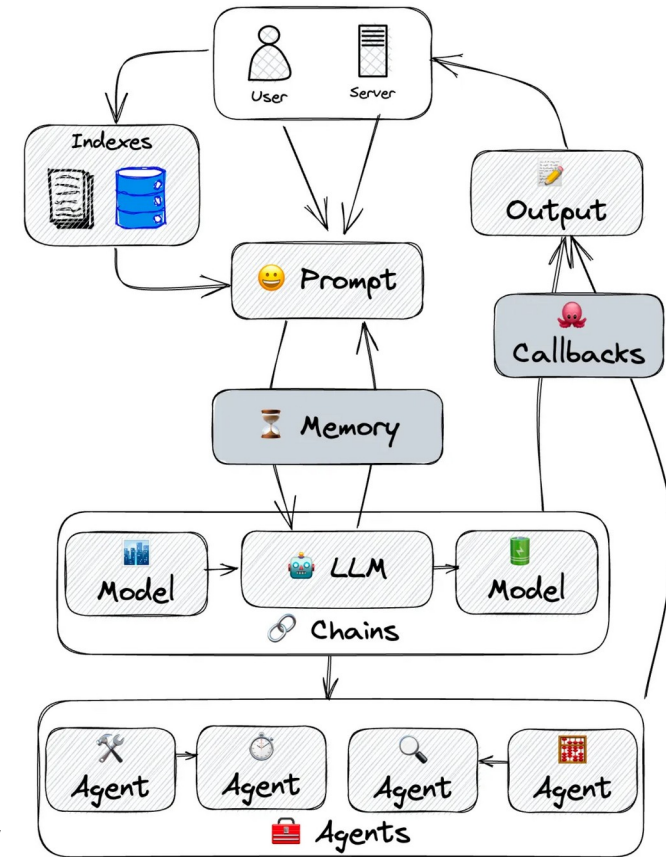 User
Server
Indexes
Output
Prompt
Callbacks
Memory
Model
LLM
Model
Chains
Agent
Agent
Agent
Agent
Agents